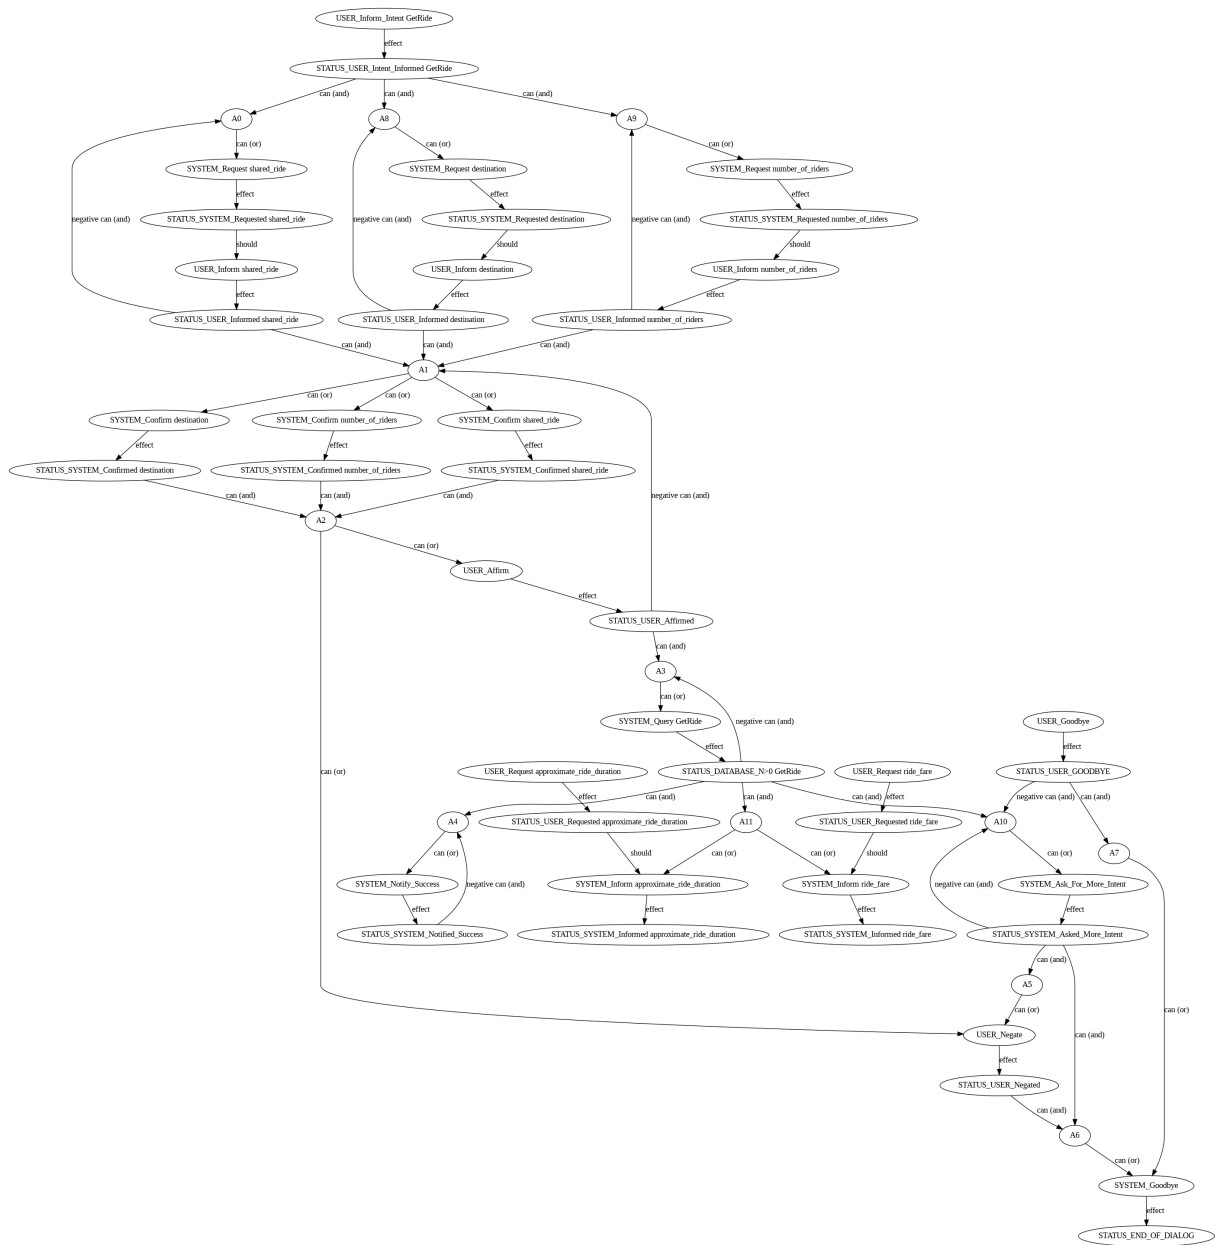 USER_Inform_Intent GetRide
effect
STATUS_USER_Intent_Informed GetRide
can (and)
can (and)
can (and)
A0
A8
A9
can (or)
can (or)
can (or)
SYSTEM_Request shared_ride
SYSTEM_Request destination
SYSTEM_Request number_of_riders
effect
effect
effect
negative can (and)
STATUS_SYSTEM_Requested shared_ride
negative can (and)
STATUS_SYSTEM_Requested destination
negative can (and)
STATUS_SYSTEM_Requested number_of_riders
should
should
should
USER_Inform shared_ride
USER_Inform destination
USER_Inform number_of_riders
effect
effect
effect
STATUS_USER_Informed shared_ride
STATUS_USER_Informed destination
STATUS_USER_Informed number_of_riders
can (and)
can (and)
can (and)
A1
can (or)
can (or)
can (or)
SYSTEM_Confirm destination
SYSTEM_Confirm number_of_riders
SYSTEM_Confirm shared_ride
effect
effect
effect
STATUS_SYSTEM_Confirmed destination
STATUS_SYSTEM_Confirmed number_of_riders
STATUS_SYSTEM_Confirmed shared_ride
can (and)
can (and)
can (and)
negative can (and)
A2
can (or)
USER_Affirm
effect
STATUS_USER_Affirmed
can (and)
A3
can (or)
SYSTEM_Query GetRide
negative can (and)
USER_Goodbye
effect
effect
can (or)
USER_Request approximate_ride_duration
STATUS_DATABASE_N>0 GetRide
USER_Request ride_fare
STATUS_USER_GOODBYE
effect
can (and)
can (and)
can (and)
effect
negative can (and)
can (and)
A4
STATUS_USER_Requested approximate_ride_duration
A11
STATUS_USER_Requested ride_fare
A10
can (or)
should
can (or)
can (or)
should
can (or)
A7
SYSTEM_Notify_Success
negative can (and)
SYSTEM_Inform approximate_ride_duration
SYSTEM_Inform ride_fare
negative can (and)
SYSTEM_Ask_For_More_Intent
effect
effect
effect
effect
STATUS_SYSTEM_Notified_Success
STATUS_SYSTEM_Informed approximate_ride_duration
STATUS_SYSTEM_Informed ride_fare
STATUS_SYSTEM_Asked_More_Intent
can (and)
A5
can (or)
can (or)
USER_Negate
can (and)
effect
STATUS_USER_Negated
can (and)
A6
can (or)
SYSTEM_Goodbye
effect
STATUS_END_OF_DIALOG